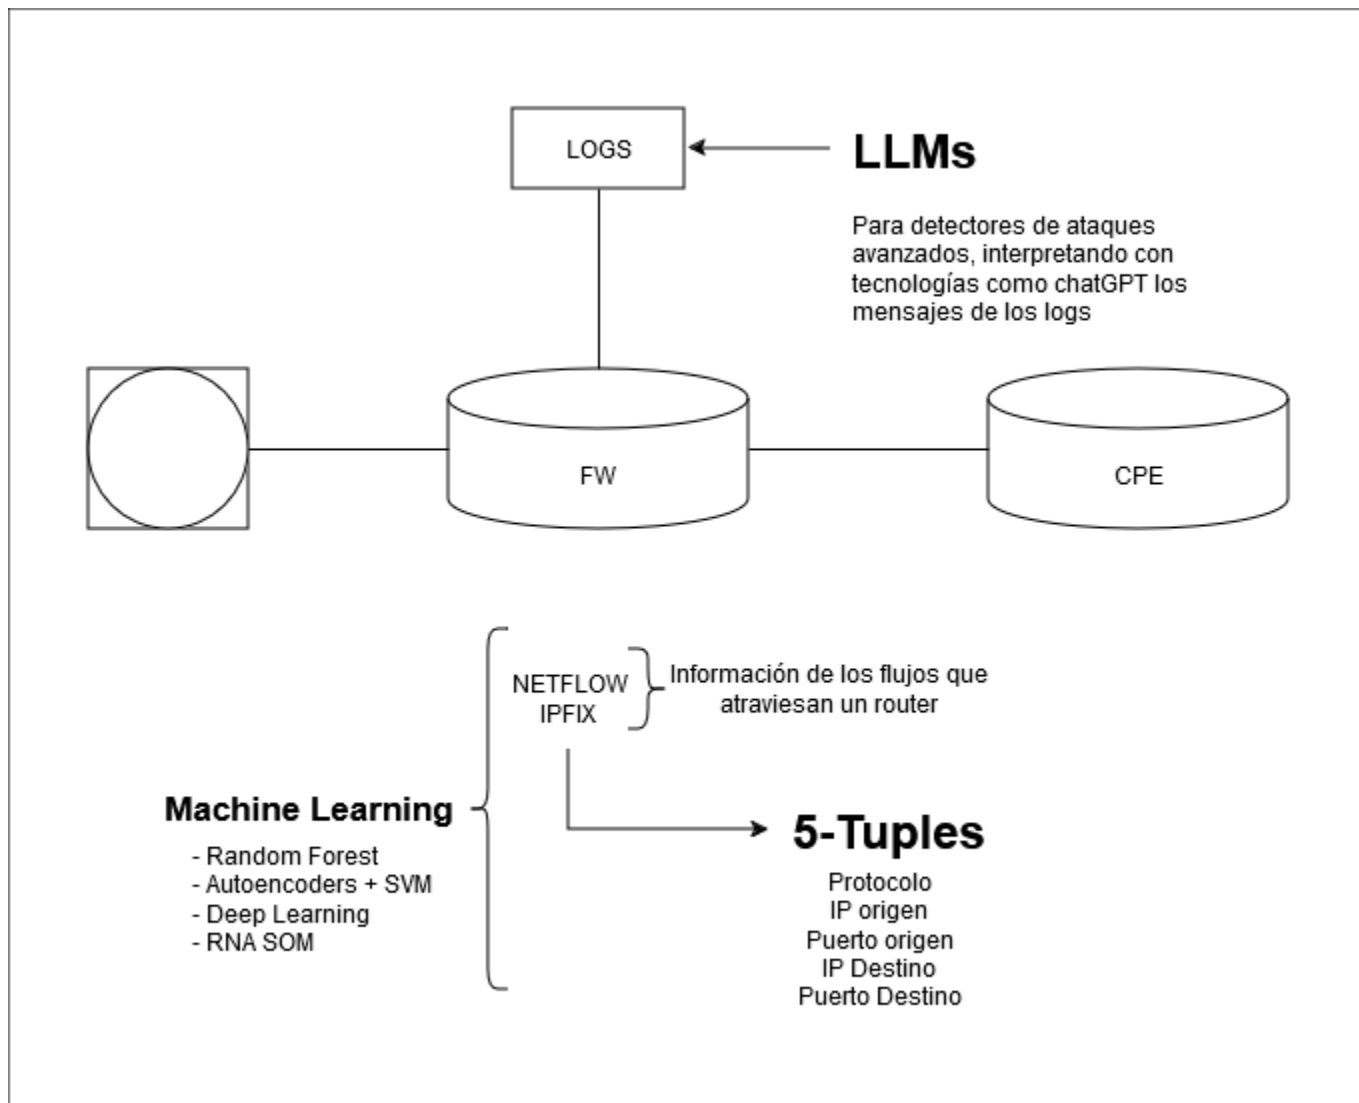 LOGS
LLMs
Para detectores de ataques
avanzados, interpretando con
tecnologías como chatGPT los
mensajes de los logs
FW
CPE
NETFLOW
IPFIX
Información de los flujos que
atraviesan un router
Machine Learning
- Random Forest
- Autoencoders + SVM
- Deep Learning
- RNA SOM
5-Tuples
Protocolo
IP origen
Puerto origen
IP Destino
Puerto Destino